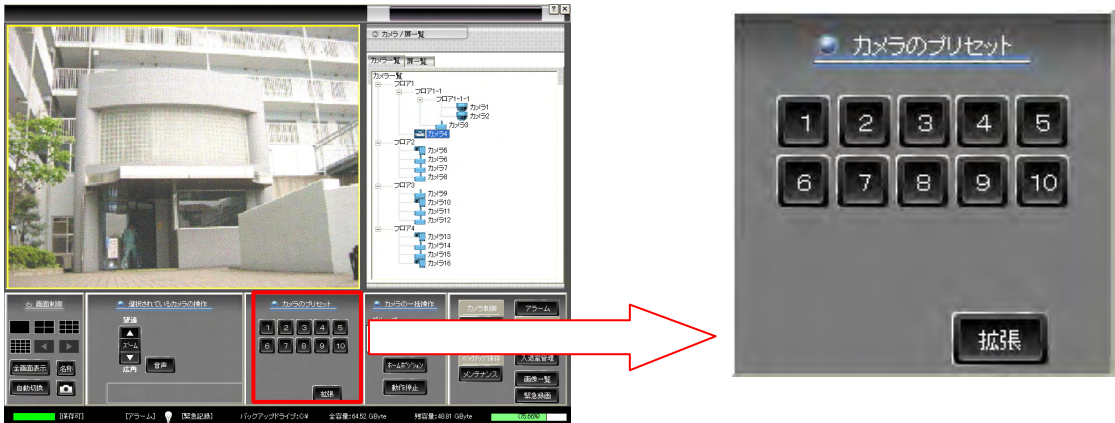 ? ×
カメラ/扉一覧
カメラ一覧 扉一覧
カメラ一覧
フロア1
フロア1-1
フロア1-1-1
カメラ1
カメラ2
カメラ3
カメラ4
フロア2
カメラ5
カメラ6
カメラ7
カメラ8
フロア3
カメラ9
カメラ10
カメラ11
カメラ12
フロア4
カメラ13
カメラ14
カメラ15
カメラ16
画面制御
全画面表示 名称
自動切換
選択されているカメラの操作
望遠
ズーム
広角
音声
カメラのプリセット
1 2 3 4 5
6 7 8 9 10
拡張
カメラの一括操作
ホームポジション
動作停止
カメラ制御 アラーム
バックアップ保存 入退室管理
メンテナンス 画像一覧
緊急録画
[保存可] [アラーム] [緊急記録] バックアップドライブ:C¥ 全容量:64.52 GByte 残容量:48.81 GByte (75.66%)
カメラのプリセット
1 2 3 4 5
6 7 8 9 10
拡張